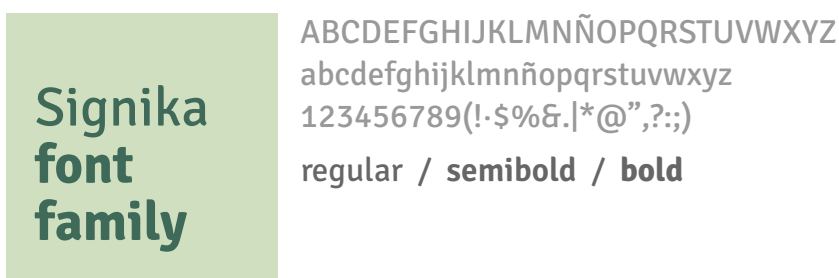 Signika
font
family
ABCDEFGHIJKLMNÑOPQRSTUVWXYZ
abcdefghijklmnñopqrstuvwxyz
123456789(!·$%&.|*@”,?:;)
regular / semibold / bold